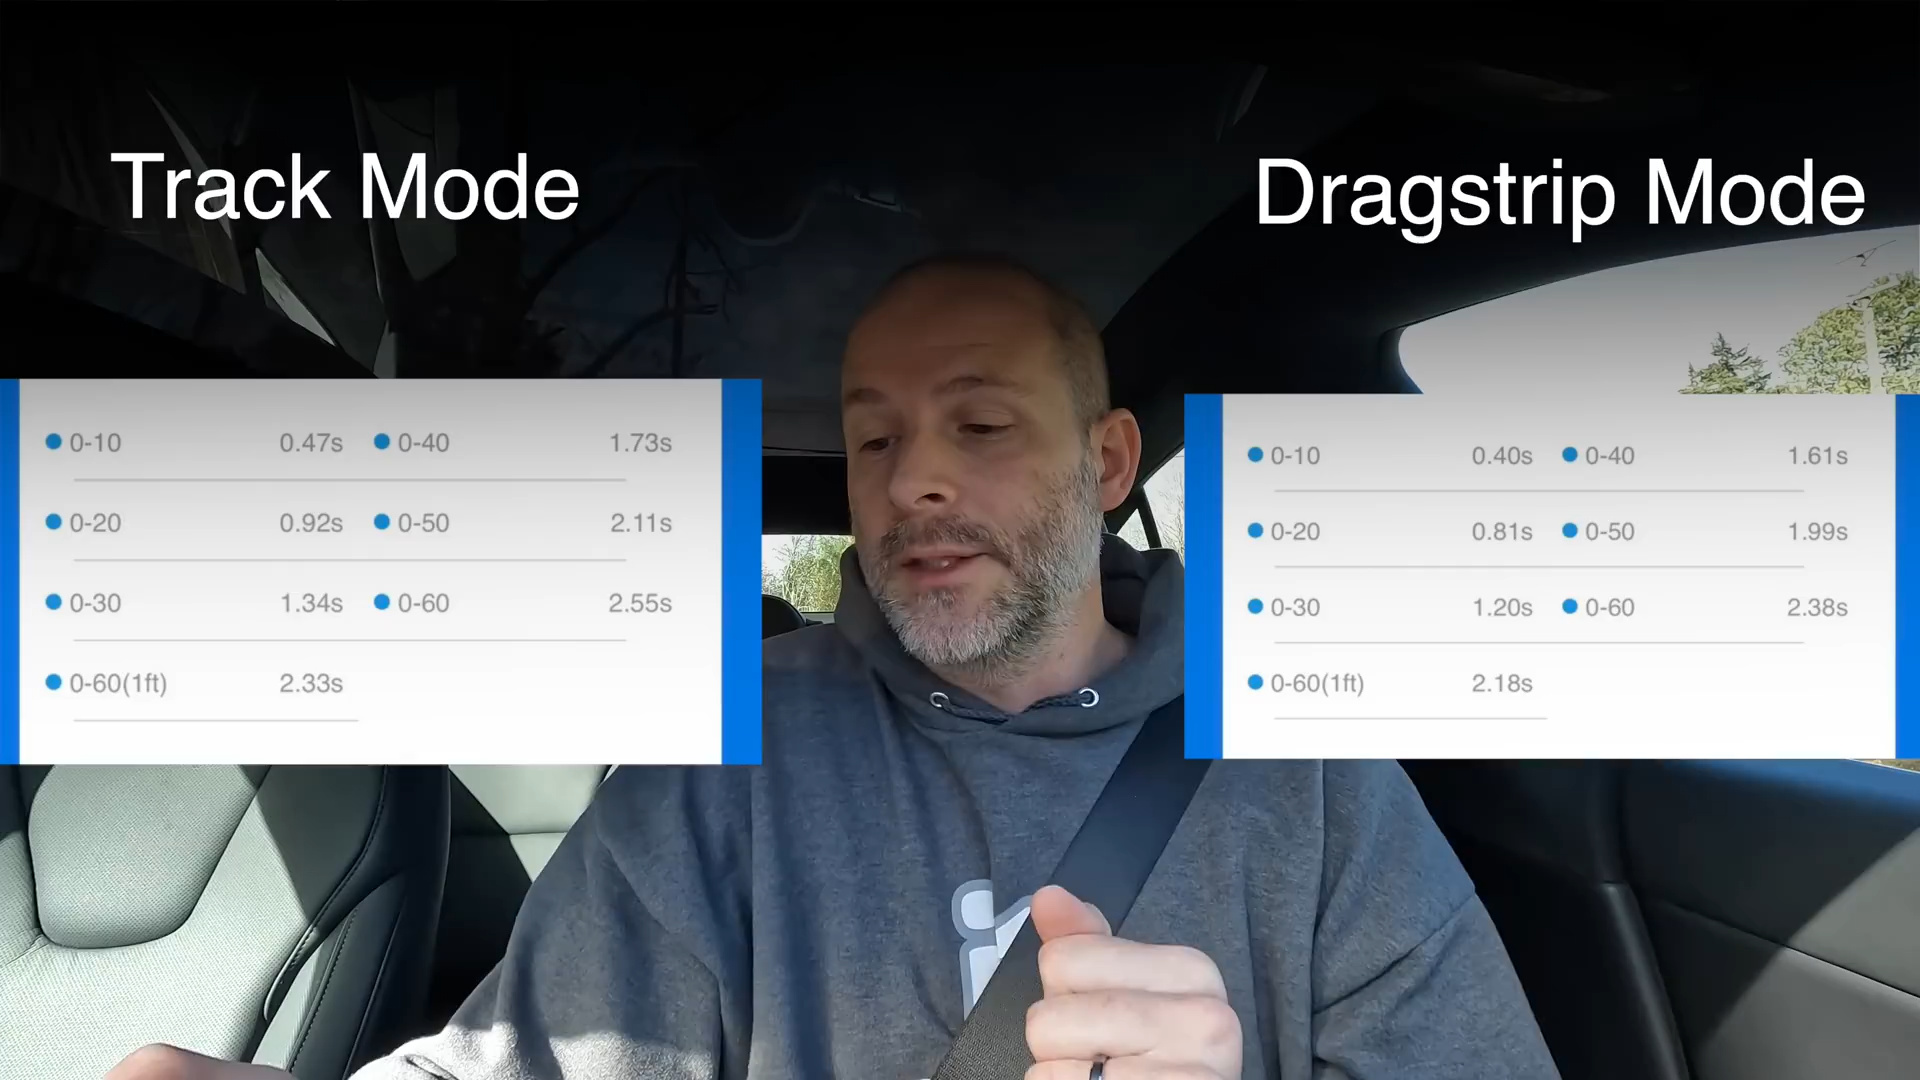 Track Mode
0-10 0.47s 0-40 1.73s
0-20 0.92s 0-50 2.11s
0-30 1.34s 0-60 2.55s
0-60(1ft) 2.33s
Dragstrip Mode
0-10 0.40s 0-40 1.61s
0-20 0.81s 0-50 1.99s
0-30 1.20s 0-60 2.38s
0-60(1ft) 2.18s